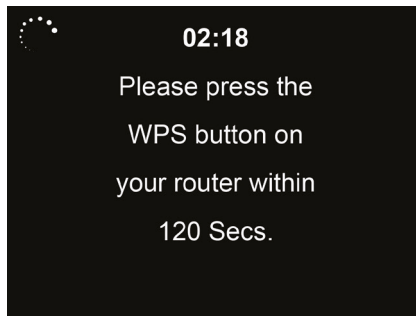 02:18
Please press the
WPS button on
your router within
120 Secs.